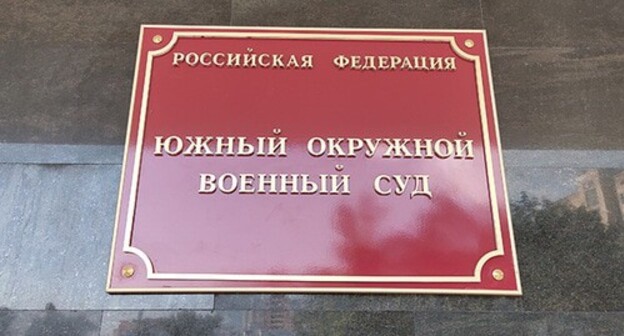 РОССИЙСКАЯ ФЕДЕРАЦИЯ
ЮЖНЫЙ ОКРУЖНОЙ
ВОЕННЫЙ СУД